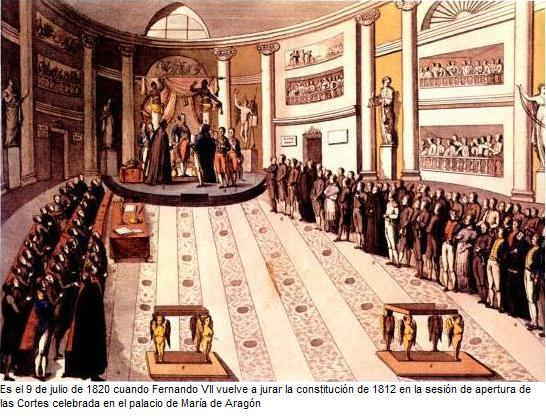 Es el 9 de julio de 1820 cuando Fernando VII vuelve a jurar la constitución de 1812 en la sesión de apertura de
las Cortes celebrada en el palacio de María de Aragón